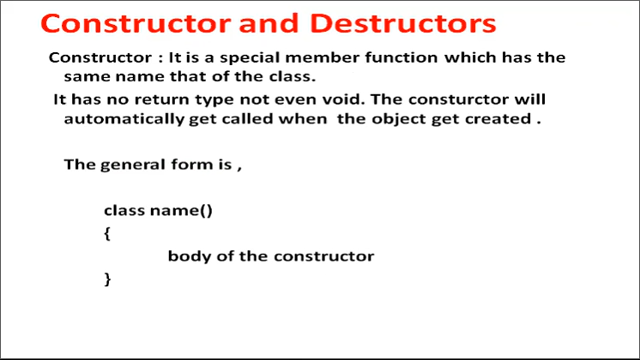 Constructor and Destructors
Constructor : It is a special member function which has the
same name that of the class.
It has no return type not even void. The consturctor will
automatically get called when the object get created .
The general form is ,
class name()
{
body of the constructor
}